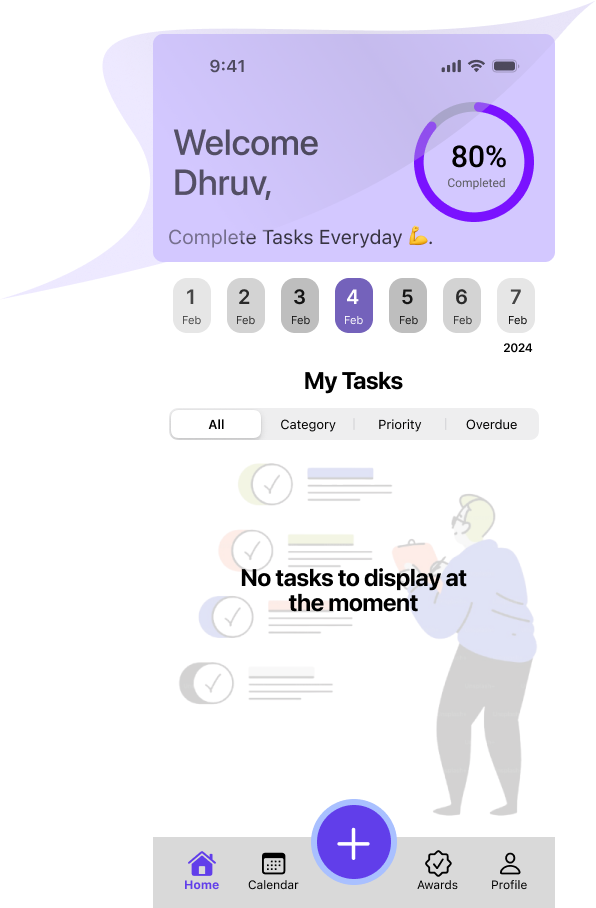 9:41
Welcome
Dhruv,
80%
Completed
Complete Tasks Everyday 💪.
1 2 3 4 5 6 7
Feb Feb Feb Feb Feb Feb Feb
2024
My Tasks
All Category Priority Overdue
No tasks to display at
the moment
Home Calendar Awards Profile